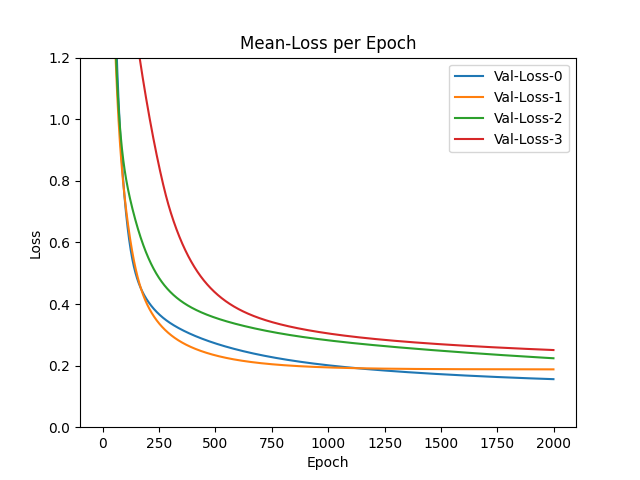 Mean-Loss per Epoch
Val-Loss-0
Val-Loss-1
Val-Loss-2
Val-Loss-3
Loss
1.2
1.0
0.8
0.6
0.4
0.2
0.0
0 250 500 750 1000 1250 1500 1750 2000
Epoch